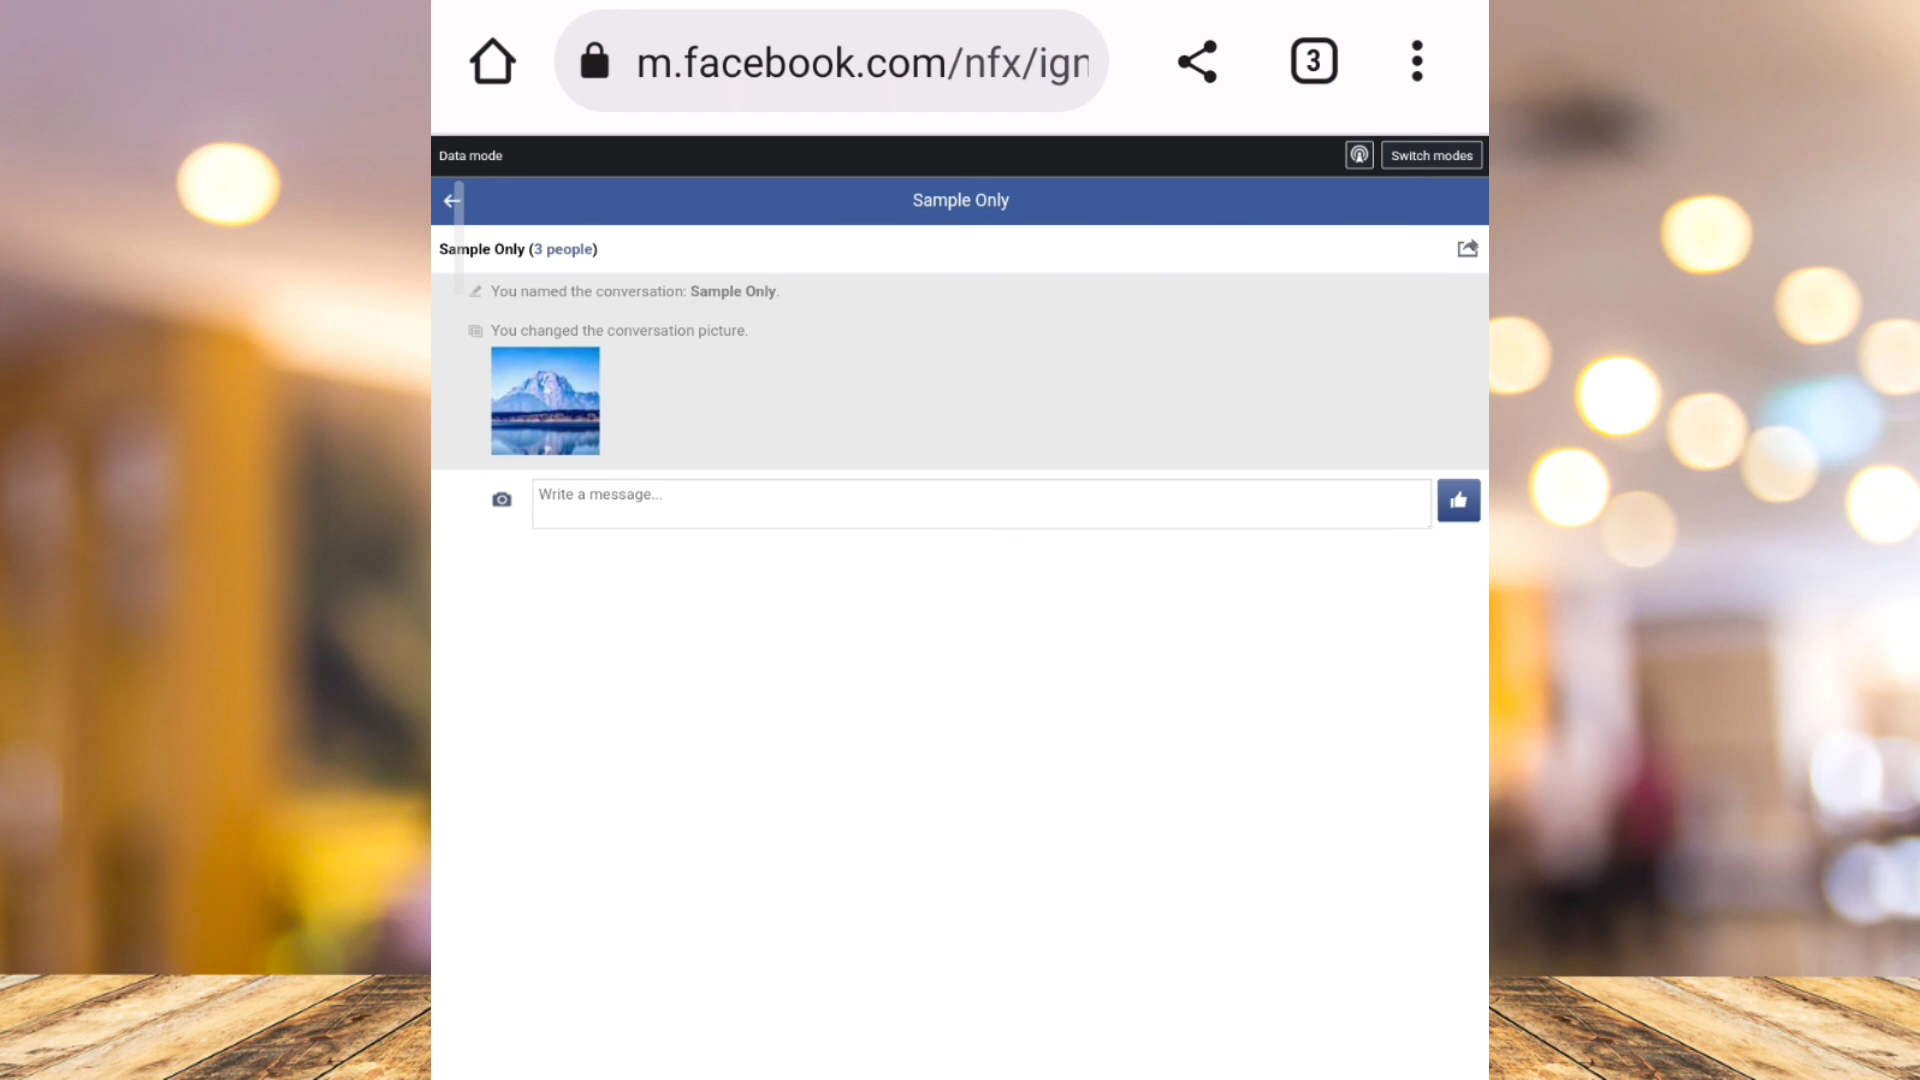 m.facebook.com/nfx/ign
3
Data mode
Switch modes
Sample Only
Sample Only (3 people)
You named the conversation: Sample Only.
You changed the conversation picture.
Write a message...